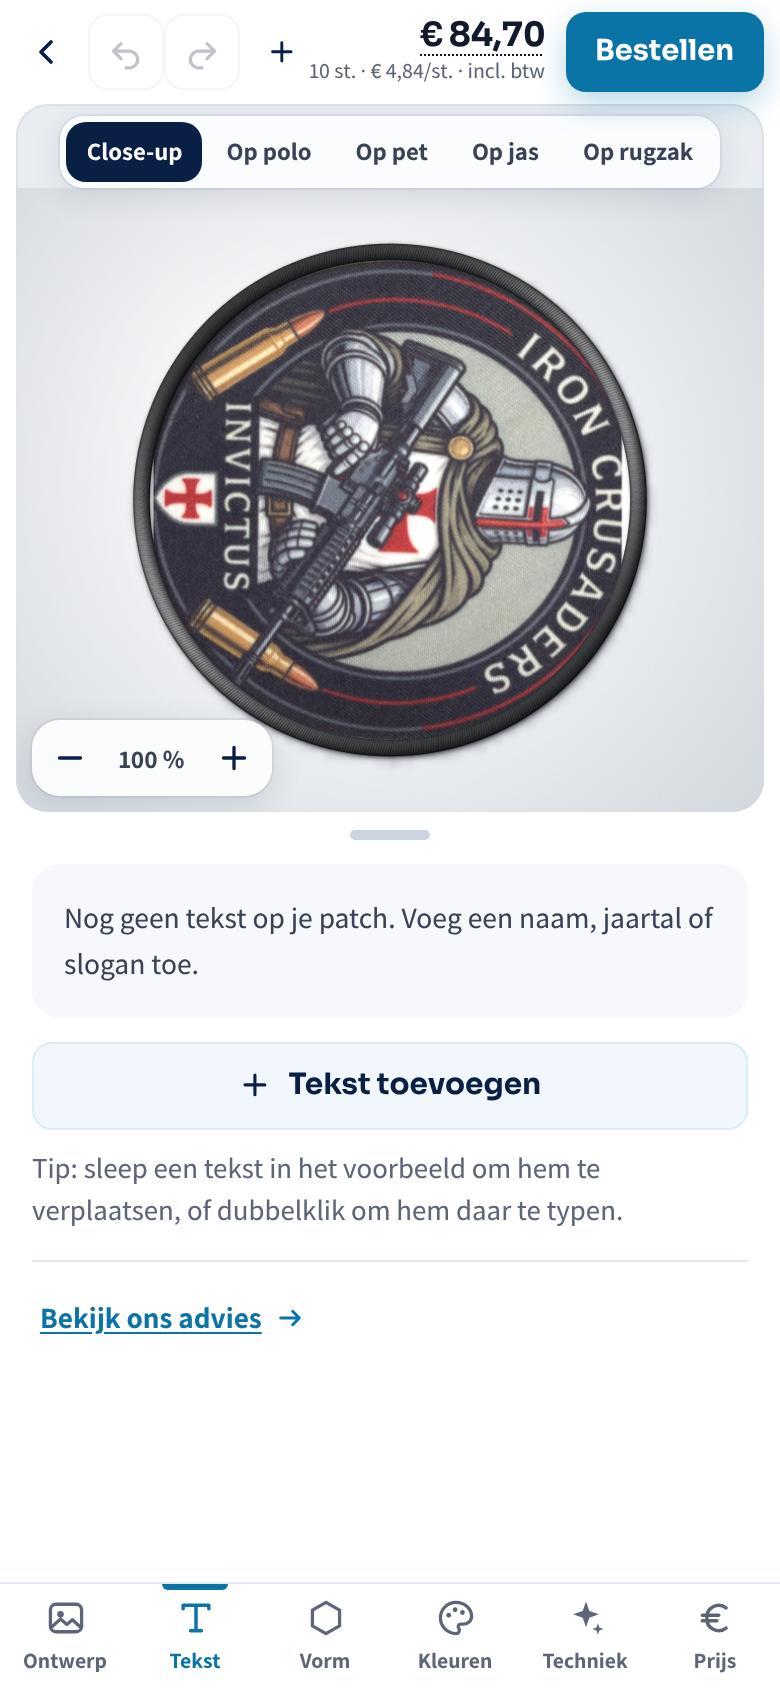 € 84,70
Bestellen
10 st. · € 4,84/st. · incl. btw
Close-up
Op polo
Op pet
Op jas
Op rugzak
IRON CRUSADERS
INVICTUS
100 %
Nog geen tekst op je patch. Voeg een naam, jaartal of
slogan toe.
Tekst toevoegen
Tip: sleep een tekst in het voorbeeld om hem te
verplaatsen, of dubbelklik om hem daar te typen.
Bekijk ons advies
Ontwerp
Tekst
Vorm
Kleuren
Techniek
Prijs